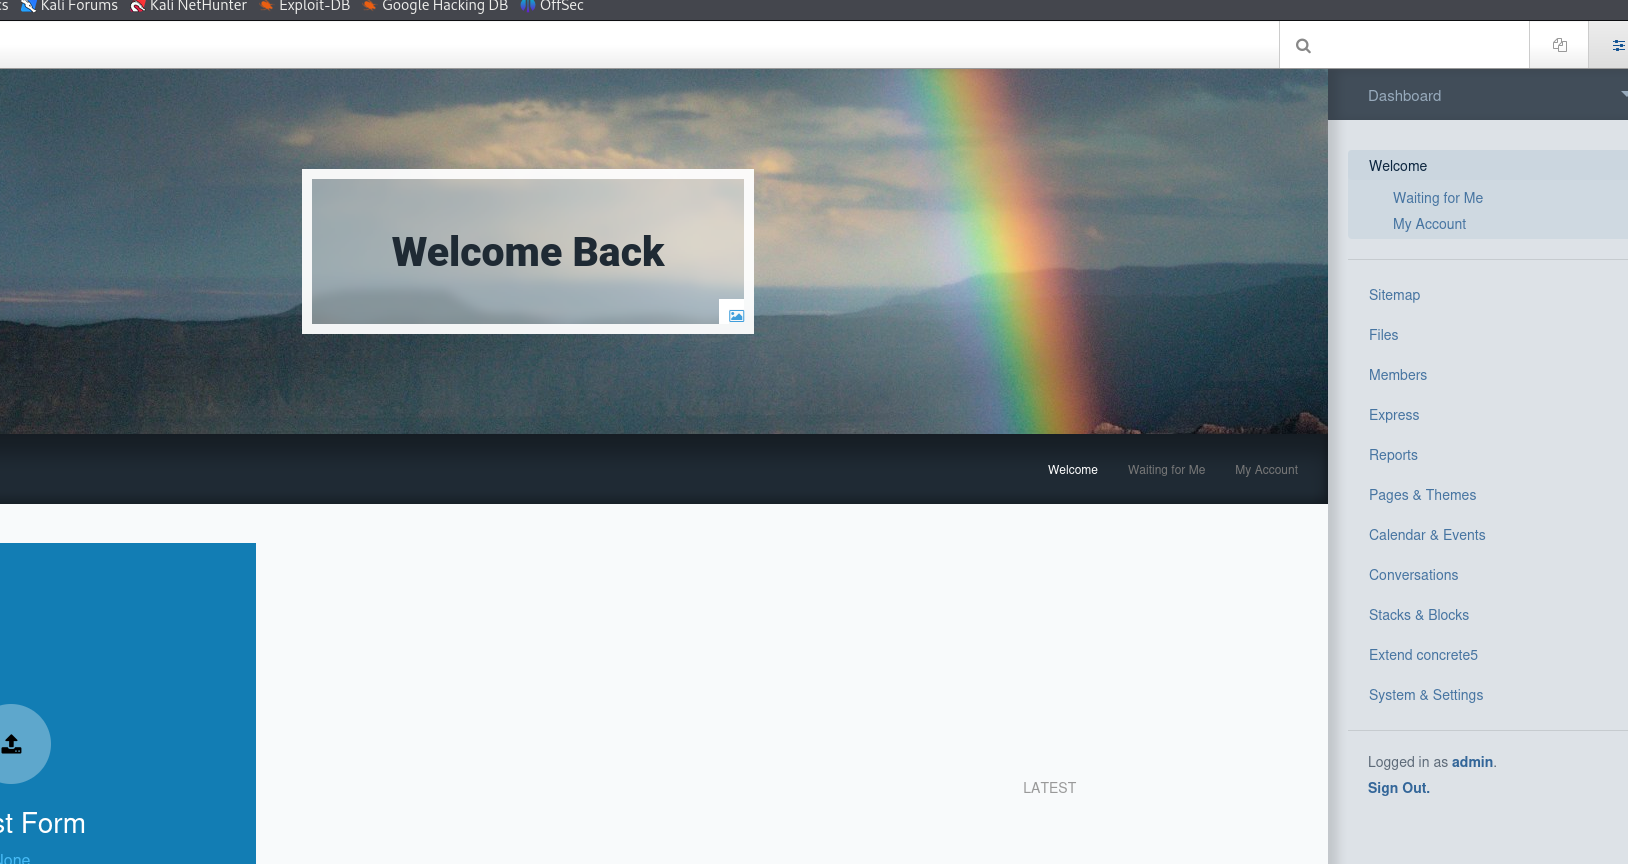 cs Kali Forums Kali NetHunter Exploit-DB Google Hacking DB OffSec
Dashboard
Welcome Back
Welcome
Waiting for Me
My Account
Sitemap
Files
Members
Express
Reports
Pages & Themes
Calendar & Events
Conversations
Stacks & Blocks
Extend concrete5
System & Settings
Logged in as admin.
Sign Out.
Welcome Waiting for Me My Account
LATEST
st Form
None